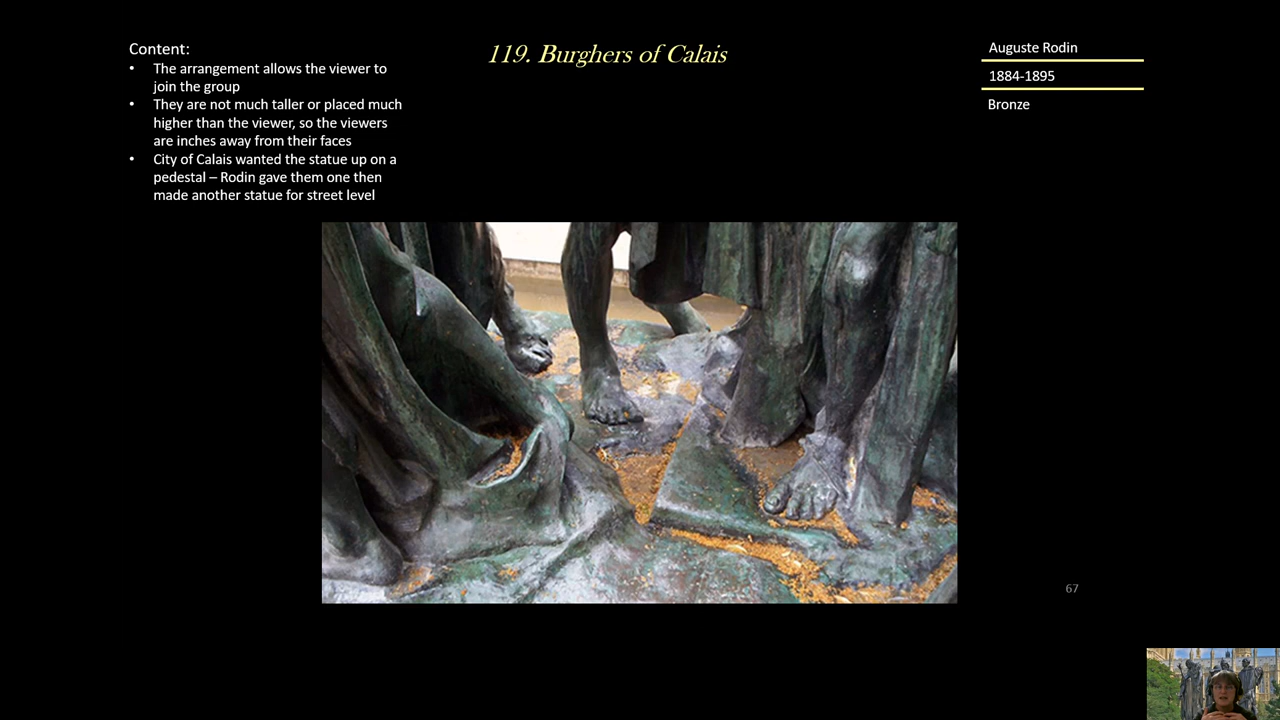 Content:
• The arrangement allows the viewer to
join the group
• They are not much taller or placed much
higher than the viewer, so the viewers
are inches away from their faces
• City of Calais wanted the statue up on a
pedestal – Rodin gave them one then
made another statue for street level
119. Burghers of Calais
Auguste Rodin
1884-1895
Bronze
67